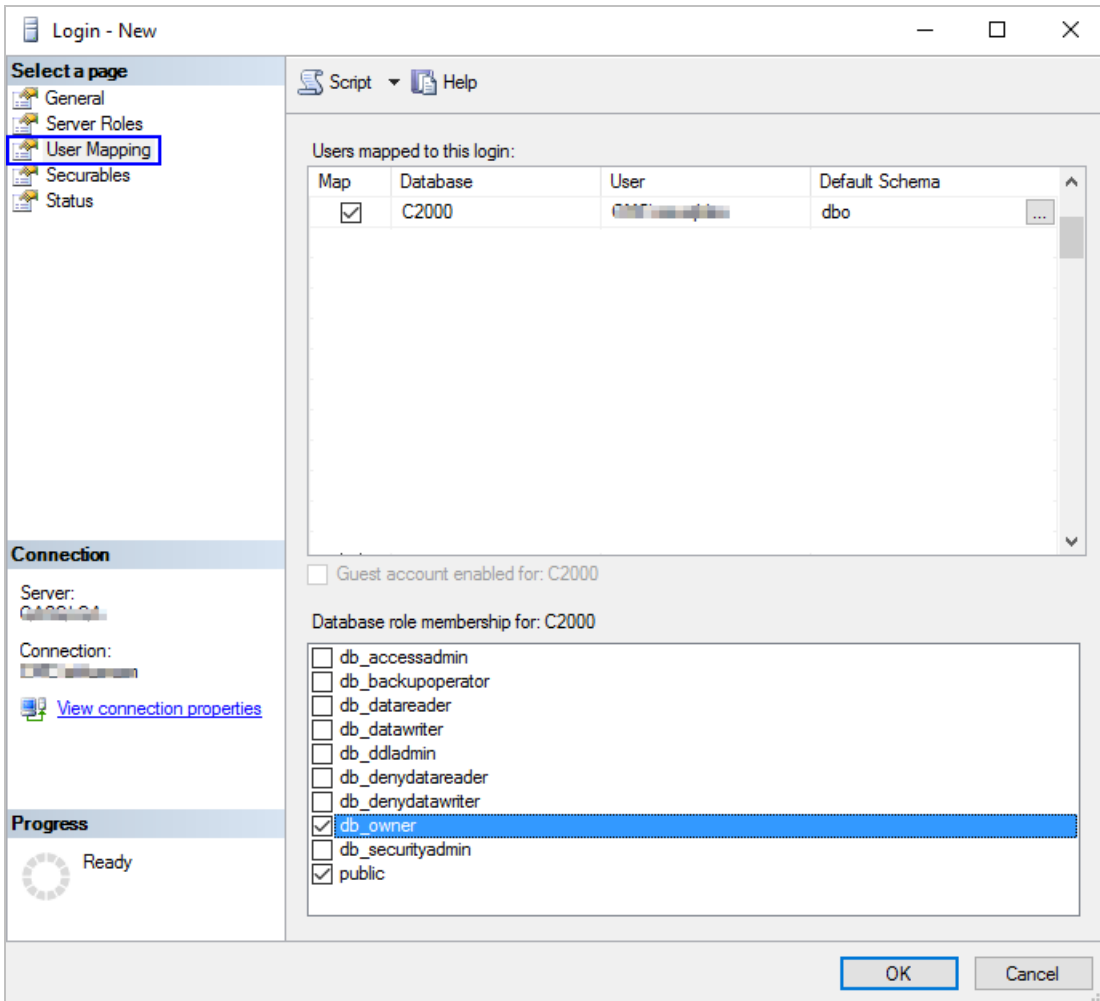 Login - New
Select a page
General
Server Roles
User Mapping
Securables
Status
Script Help
Users mapped to this login:
Map Database User Default Schema
C2000 dbo ...
Guest account enabled for: C2000
Database role membership for: C2000
db_accessadmin
db_backupoperator
db_datareader
db_datawriter
db_ddladmin
db_denydatareader
db_denydatawriter
db_owner
db_securityadmin
public
Connection
Server:
Connection:
View connection properties
Progress
Ready
OK Cancel